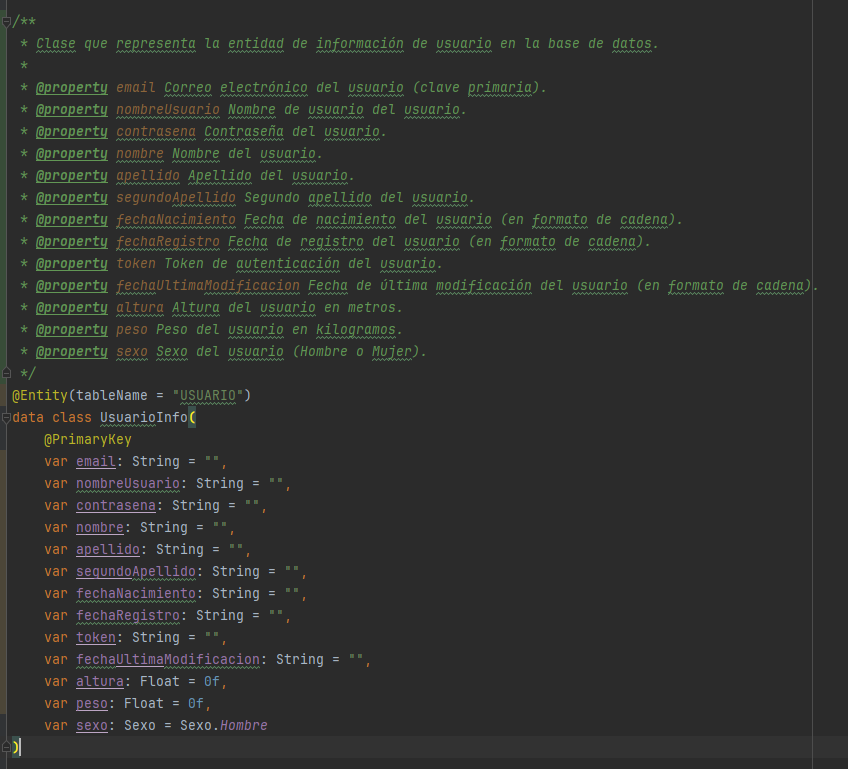 /**
 * Clase que representa la entidad de información de usuario en la base de datos.
 *
 * @property email Correo electrónico del usuario (clave primaria).
 * @property nombreUsuario Nombre de usuario del usuario.
 * @property contrasena Contraseña del usuario.
 * @property nombre Nombre del usuario.
 * @property apellido Apellido del usuario.
 * @property segundoApellido Segundo apellido del usuario.
 * @property fechaNacimiento Fecha de nacimiento del usuario (en formato de cadena).
 * @property fechaRegistro Fecha de registro del usuario (en formato de cadena).
 * @property token Token de autenticación del usuario.
 * @property fechaUltimaModificacion Fecha de última modificación del usuario (en formato de cadena).
 * @property altura Altura del usuario en metros.
 * @property peso Peso del usuario en kilogramos.
 * @property sexo Sexo del usuario (Hombre o Mujer).
 */
@Entity(tableName = "USUARIO")
data class UsuarioInfo(
    @PrimaryKey
    var email: String = "",
    var nombreUsuario: String = "",
    var contrasena: String = "",
    var nombre: String = "",
    var apellido: String = "",
    var segundoApellido: String = "",
    var fechaNacimiento: String = "",
    var fechaRegistro: String = "",
    var token: String = "",
    var fechaUltimaModificacion: String = "",
    var altura: Float = 0f,
    var peso: Float = 0f,
    var sexo: Sexo = Sexo.Hombre
)